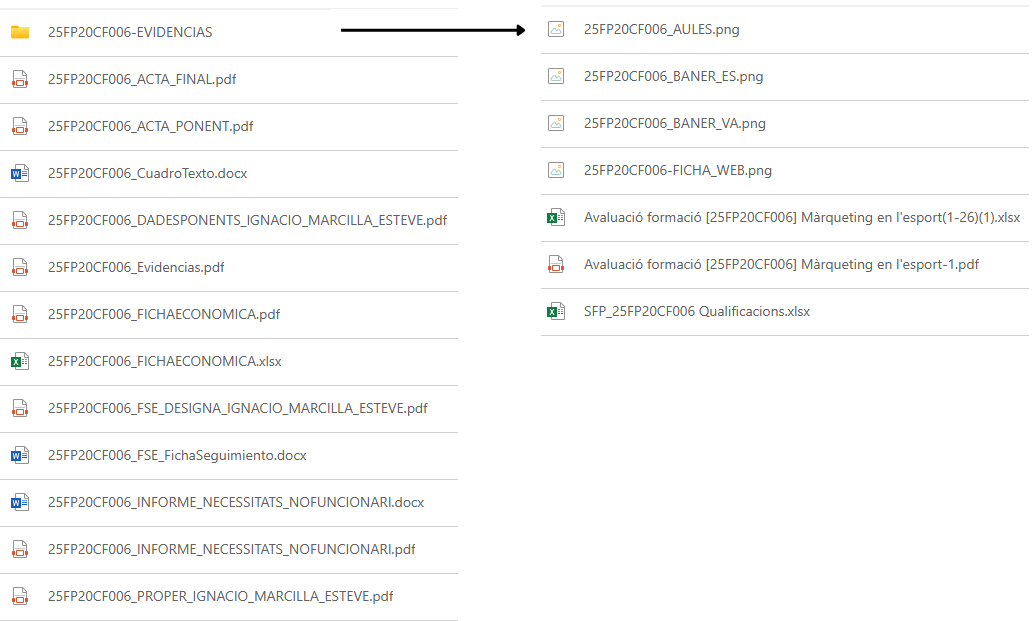 25FP20CF006-EVIDENCIAS
25FP20CF006_ACTA_FINAL.pdf
25FP20CF006_ACTA_PONENT.pdf
25FP20CF006_CuadroTexto.docx
25FP20CF006_DADESPONENTS_IGNACIO_MARCILLA_ESTEVE.pdf
25FP20CF006_Evidencias.pdf
25FP20CF006_FICHAECONOMICA.pdf
25FP20CF006_FICHAECONOMICA.xlsx
25FP20CF006_FSE_DESIGNA_IGNACIO_MARCILLA_ESTEVE.pdf
25FP20CF006_FSE_FichaSeguimiento.docx
25FP20CF006_INFORME_NECESSITATS_NOFUNCIONARI.docx
25FP20CF006_INFORME_NECESSITATS_NOFUNCIONARI.pdf
25FP20CF006_PROPER_IGNACIO_MARCILLA_ESTEVE.pdf
25FP20CF006_AULES.png
25FP20CF006_BANER_ES.png
25FP20CF006_BANER_VA.png
25FP20CF006-FICHA_WEB.png
Avaluació formació [25FP20CF006] Màrqueting en l'esport(1-26)(1).xlsx
Avaluació formació [25FP20CF006] Màrqueting en l'esport-1.pdf
SFP_25FP20CF006 Qualificacions.xlsx